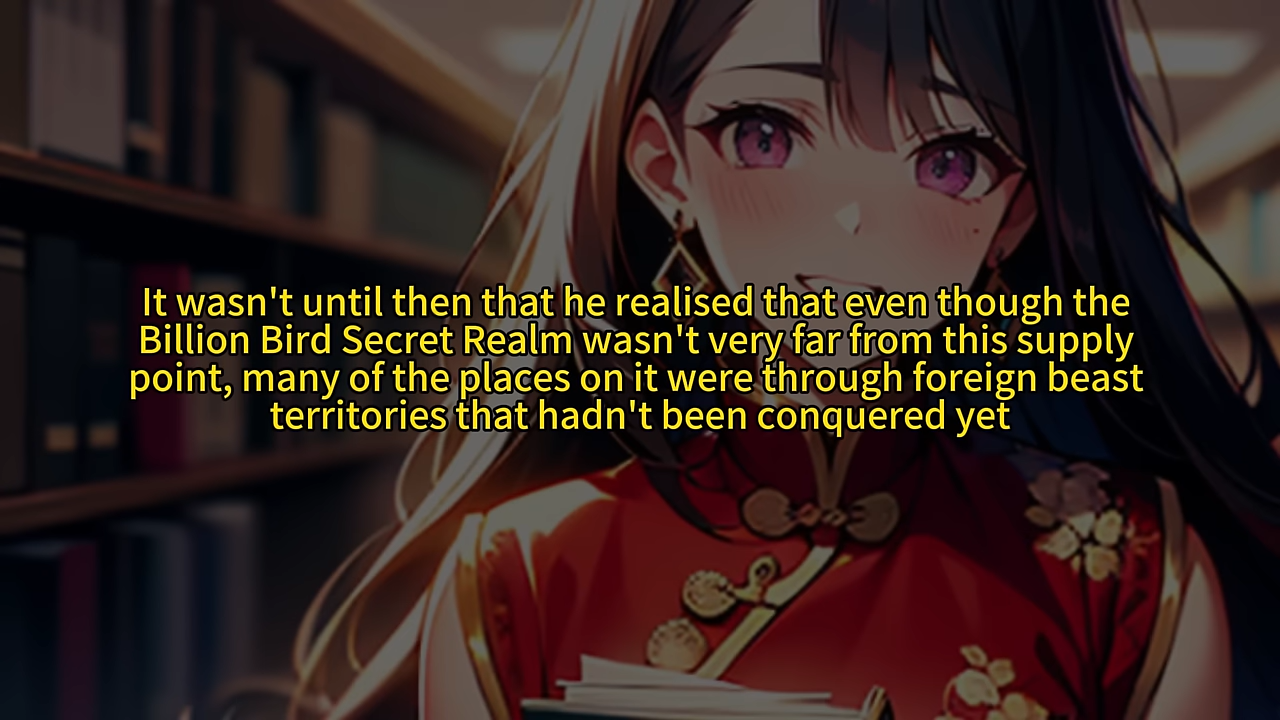 It wasn't until then that he realised that even though the
Billion Bird Secret Realm wasn't very far from this supply
point, many of the places on it were through foreign beast
territories that hadn't been conquered yet